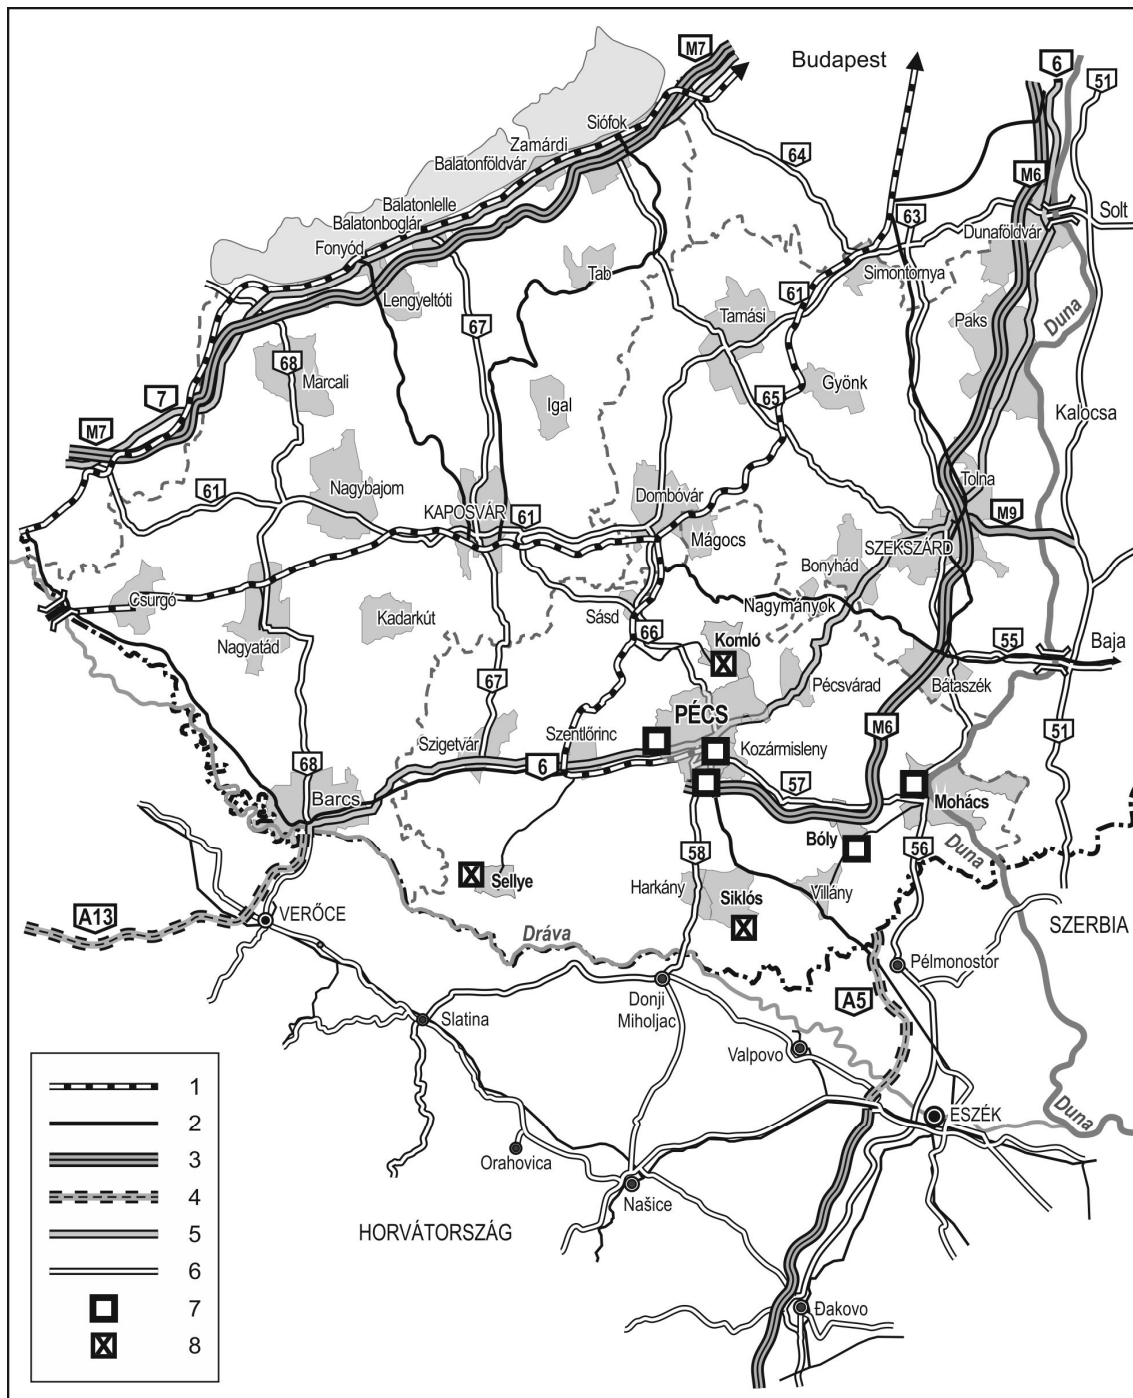 M7
Budapest
6
51
Siófok
Zamárdi
Balatonföldvár
64
M6
Balatonlelle
Balatonboglár
Fonyód
63
Solt
Dunaföldvár
Tab
Simontornya
Lengyeltóti
61
Duna
67
Tamási
Paks
68
Marcali
7
Gyönk
Igal
65
Kalocsa
M7
61
Nagybajom
Tolna
KAPOSVÁR
61
Dombóvár
M9
Mágocs
SZEKSZÁRD
Bonyhád
Csurgó
Kadarkút
Sásd
Nagymányok
Nagyatád
66
Komló
55
Baja
67
Pécsvárad
Bátaszék
PÉCS
M6
51
Szigetvár
Szentlőrinc
Kozármisleny
68
6
57
Barcs
Mohács
Bóly
58
56
Duna
Sellye
Harkány
Siklós
Villány
A13
VERŐCE
SZERBIA
Dráva
Pélmonostor
Donji
Miholjac
A5
Slatina
Valpovo
Duna
ESZÉK
Orahovica
Našice
HORVÁTORSZÁG
Đakovo
1
2
3
4
5
6
7
8